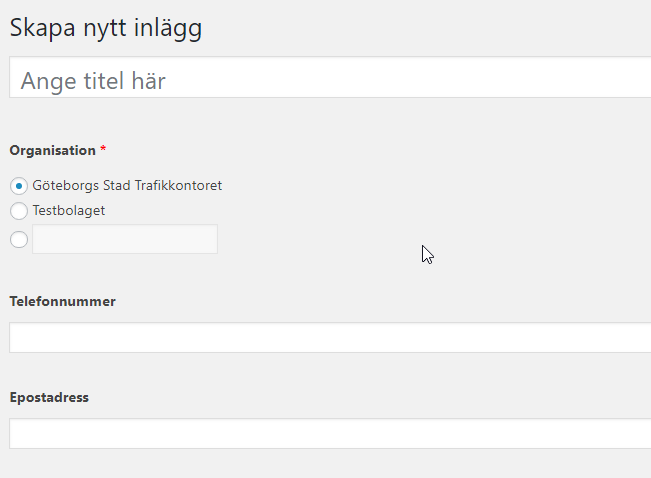 Skapa nytt inlägg
Ange titel här
Organisation *
Göteborgs Stad Trafikkontoret
Testbolaget
Telefonnummer
Epostadress